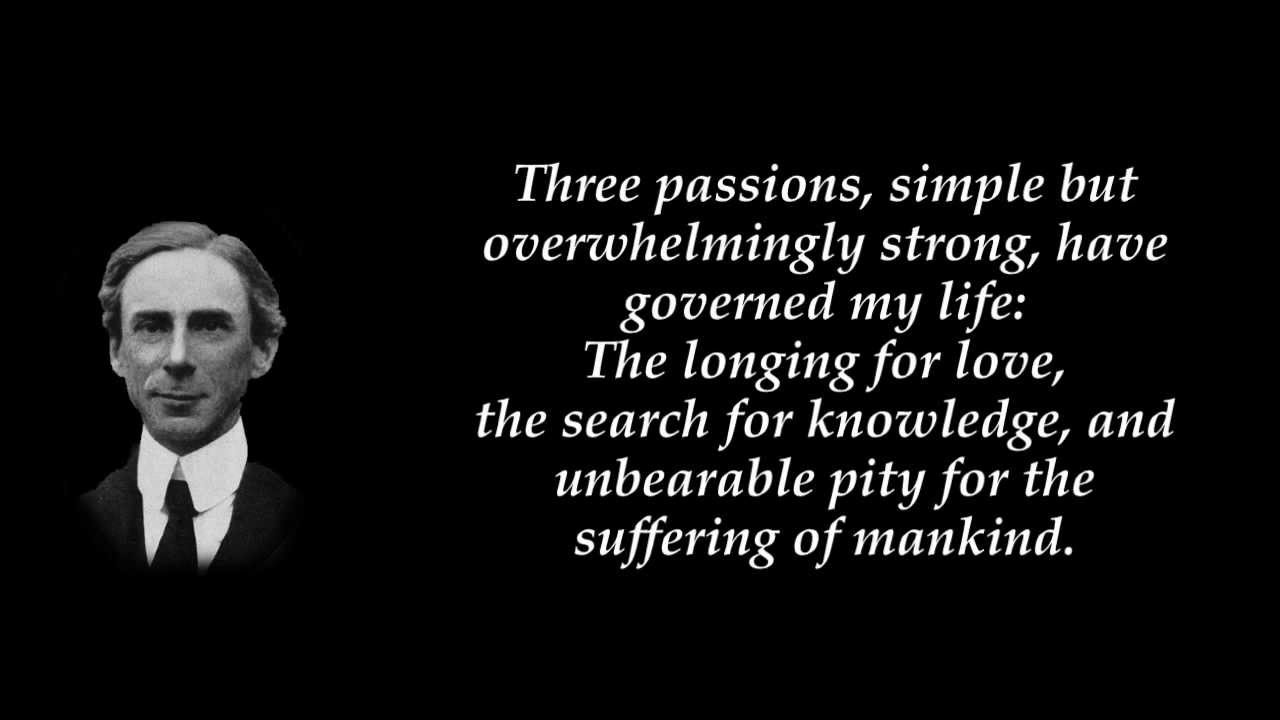 Three passions, simple but
overwhelmingly strong, have
governed my life:
The longing for love,
the search for knowledge, and
unbearable pity for the
suffering of mankind.